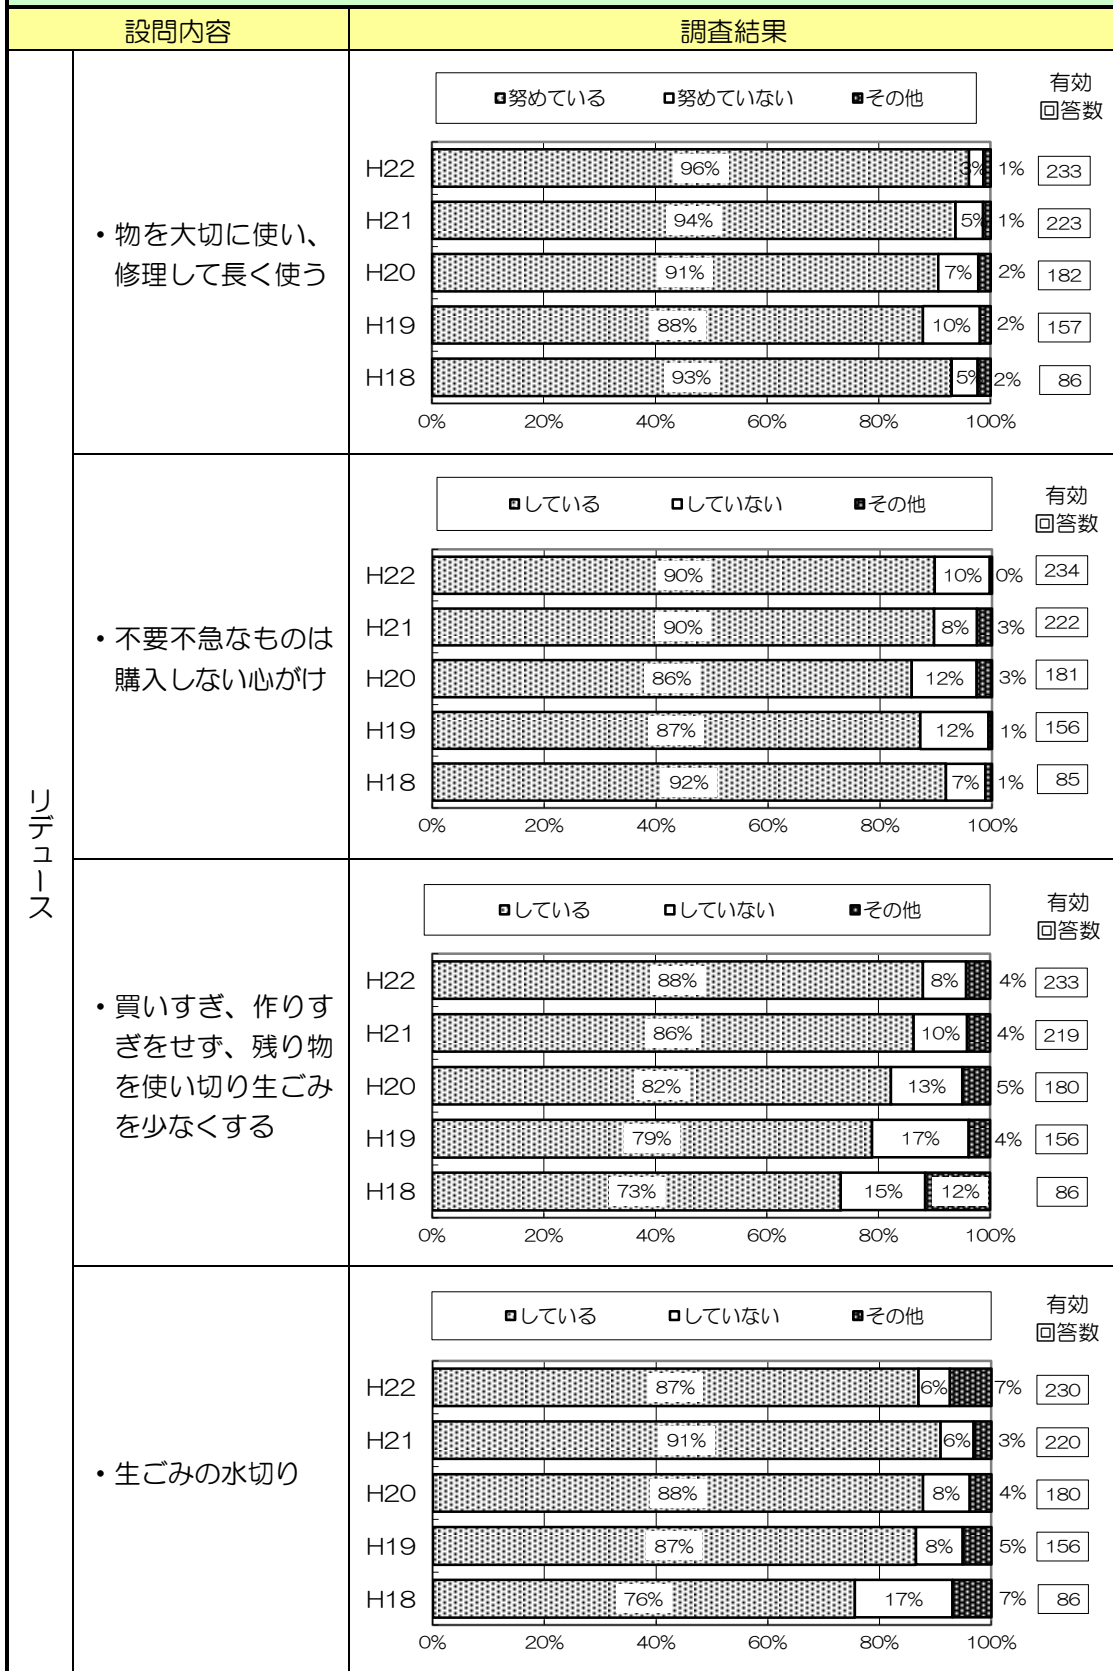 設問内容 調査結果
リデュース
・物を大切に使い、
修理して長く使う
努めている 努めていない その他
有効
回答数
H22 96% 3% 1% 233
H21 94% 5% 1% 223
H20 91% 7% 2% 182
H19 88% 10% 2% 157
H18 93% 5% 2% 86
0% 20% 40% 60% 80% 100%
・不要不急なものは
購入しない心がけ
している していない その他
有効
回答数
H22 90% 10% 0% 234
H21 90% 8% 3% 222
H20 86% 12% 3% 181
H19 87% 12% 1% 156
H18 92% 7% 1% 85
0% 20% 40% 60% 80% 100%
・買いすぎ、作りす
ぎをせず、残り物
を使い切り生ごみ
を少なくする
している していない その他
有効
回答数
H22 88% 8% 4% 233
H21 86% 10% 4% 219
H20 82% 13% 5% 180
H19 79% 17% 4% 156
H18 73% 15% 12% 86
0% 20% 40% 60% 80% 100%
・生ごみの水切り
している していない その他
有効
回答数
H22 87% 6% 7% 230
H21 91% 6% 3% 220
H20 88% 8% 4% 180
H19 87% 8% 5% 156
H18 76% 17% 7% 86
0% 20% 40% 60% 80% 100%